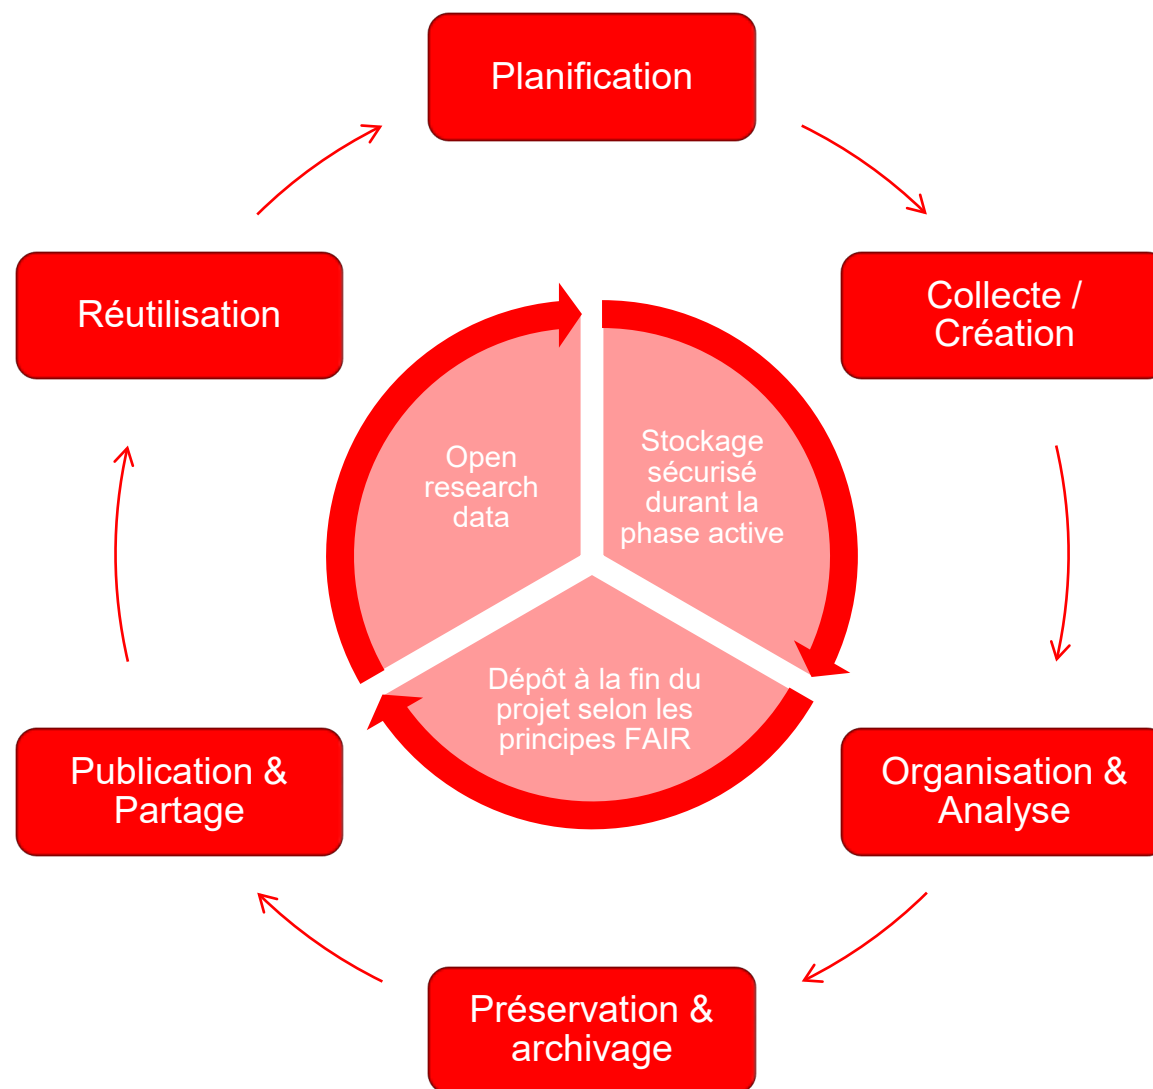 Planification
Réutilisation
Collecte /
Création
Open
research
data
Stockage
sécurisé
durant la
phase active
Dépôt à la fin du
projet selon les
principes FAIR
Publication &
Partage
Organisation &
Analyse
Préservation &
archivage